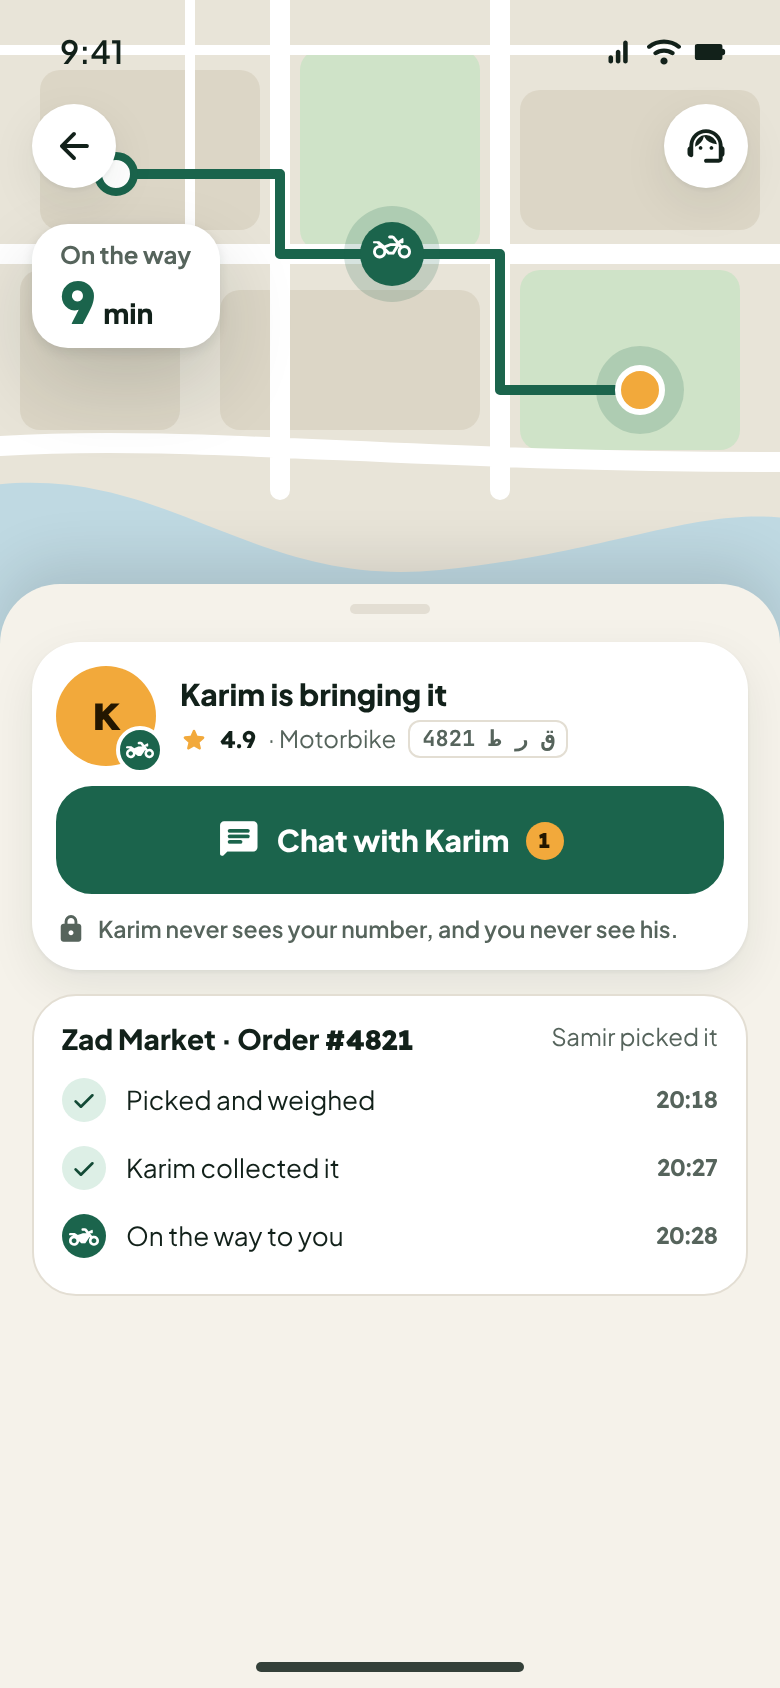 9:41
On the way
9 min
K
Karim is bringing it
4.9 · Motorbike ق ر ط 4821
Chat with Karim 1
Karim never sees your number, and you never see his.
Zad Market · Order #4821 Samir picked it
Picked and weighed 20:18
Karim collected it 20:27
On the way to you 20:28